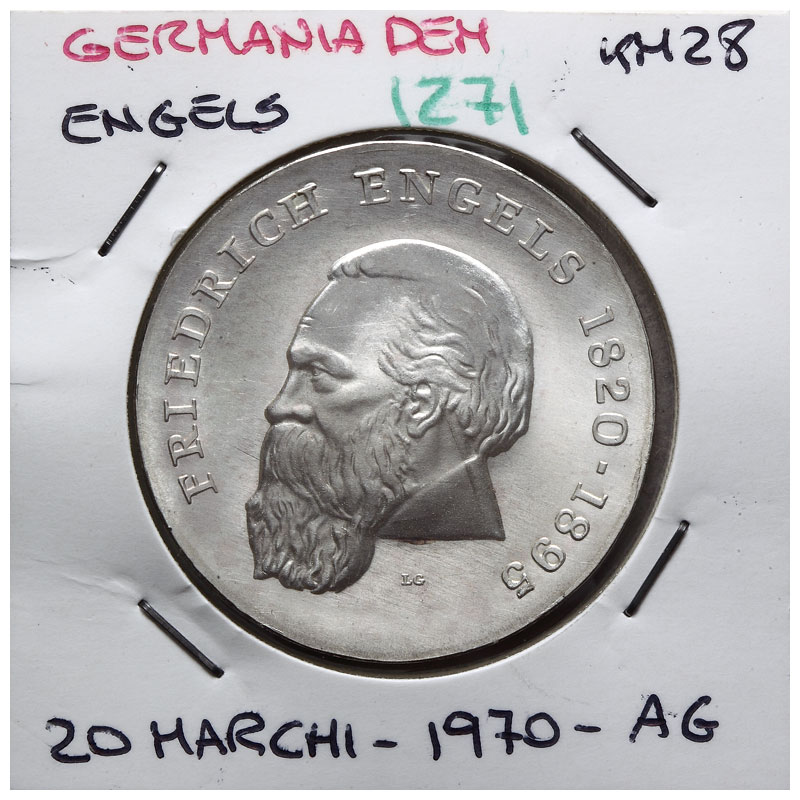 GERMANIA DEM KM28
ENGELS 1271
FRIEDRICH ENGELS 1820-1895
LG
20 MARCHI - 1970 - AG